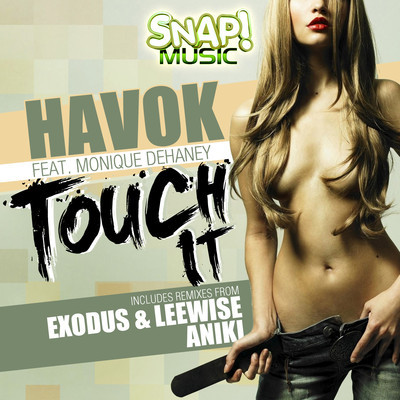 SNAP!
MUSIC
HAVOK
FEAT. MONIQUE DEHANEY
TOUCH
IT
INCLUDES REMIXES FROM
EXODUS & LEEWISE
ANIKI